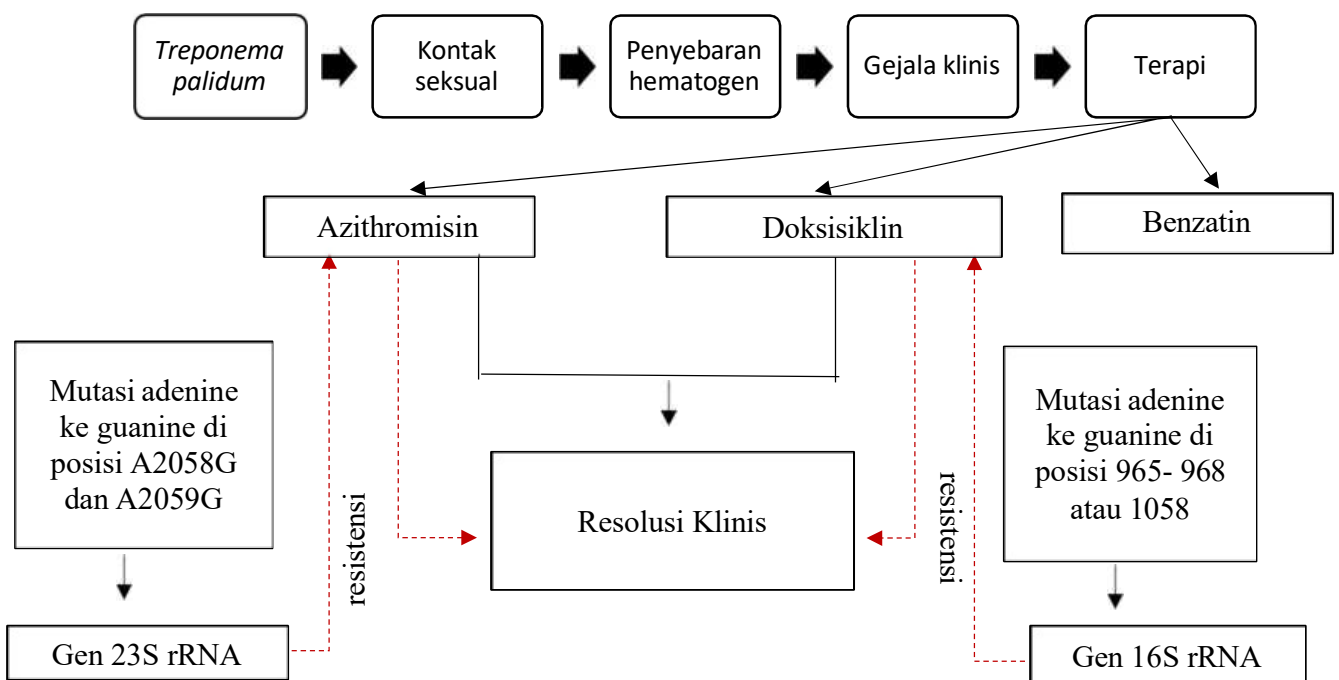 Treponema
palidum
Kontak
seksual
Penyebaran
hematogen
Gejala klinis
Terapi
Azithromisin
Doksisiklin
Benzatin
Mutasi adenine
ke guanine di
posisi A2058G
dan A2059G
resistensi
Resolusi Klinis
resistensi
Mutasi adenine
ke guanine di
posisi 965- 968
atau 1058
Gen 23S rRNA
Gen 16S rRNA